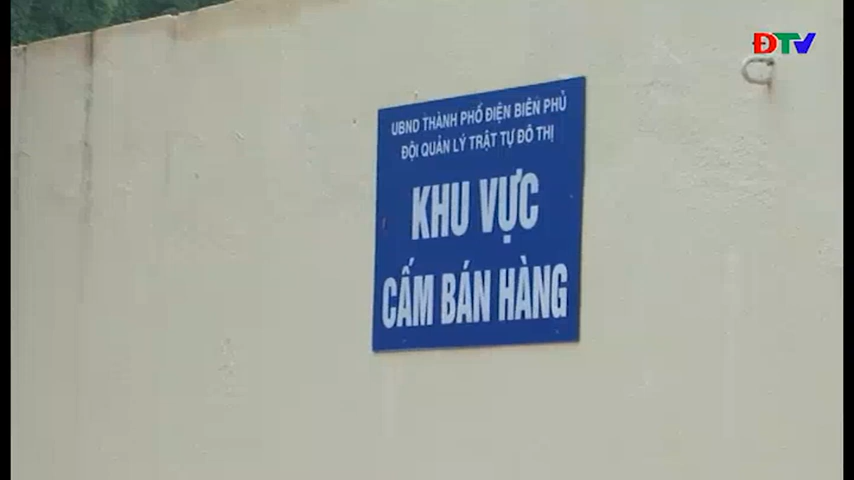 ĐTV
UBND THÀNH PHỐ ĐIỆN BIÊN PHỦ
ĐỘI QUẢN LÝ TRẬT TỰ ĐÔ THỊ
KHU VỰC
CẤM BÁN HÀNG